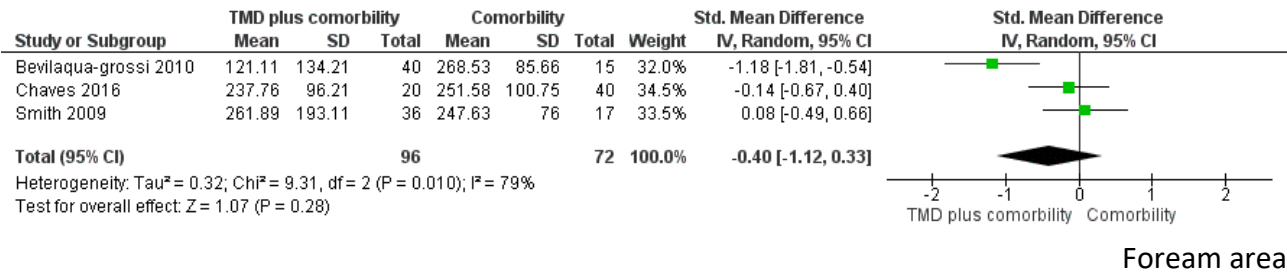 TMD plus comorbility Comorbility Std. Mean Difference Std. Mean Difference
Study or Subgroup Mean SD Total Mean SD Total Weight IV, Random, 95% CI IV, Random, 95% CI
Bevilaqua-grossi 2010 121.11 134.21 40 268.53 85.66 15 32.0% -1.18 [-1.81, -0.54]
Chaves 2016 237.76 96.21 20 251.58 100.75 40 34.5% -0.14 [-0.67, 0.40]
Smith 2009 261.89 193.11 36 247.63 76 17 33.5% 0.08 [-0.49, 0.66]
Total (95% CI) 96 72 100.0% -0.40 [-1.12, 0.33]
Heterogeneity: Tau² = 0.32; Chi² = 9.31, df = 2 (P = 0.010); I² = 79%
Test for overall effect: Z = 1.07 (P = 0.28)
-2 -1 0 1 2
TMD plus comorbility Comorbility
Foream area